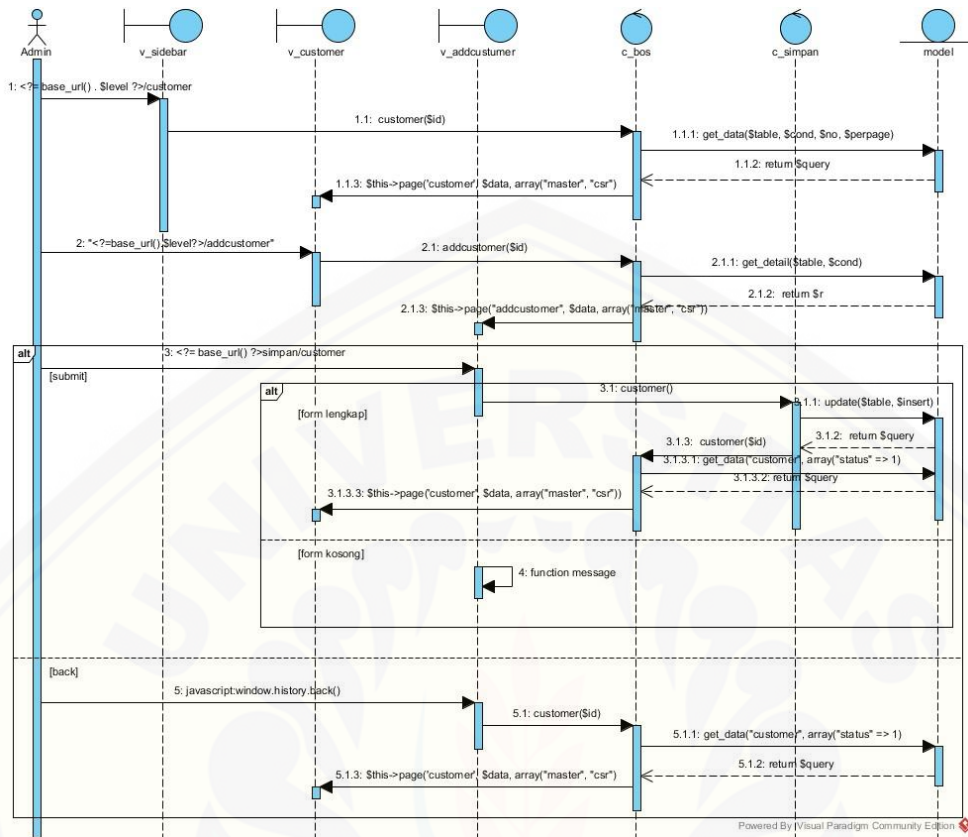 Admin
v_sidebar
v_customer
v_addcustumer
c_bos
c_simpan
model
1: <?= base_url() . $level ?>/customer
1.1: customer($id)
1.1.1: get_data($table, $cond, $no, $perpage)
1.1.2: return $query
1.1.3: $this->page('customer', $data, array("master", "csr")
2: "<?=base_url().$level?>/addcustomer"
2.1: addcustomer($id)
2.1.1: get_detail($table, $cond)
2.1.2: return $r
2.1.3: $this->page("addcustomer", $data, array("master", "csr"))
alt
3: <?= base_url() ?>simpan/customer
[submit]
alt
3.1: customer()
[form lengkap]
3.1.1: update($table, $insert)
3.1.2: return $query
3.1.3: customer($id)
3.1.3.1: get_data("customer", array("status" => 1)
3.1.3.2: return $query
3.1.3.3: $this->page('customer', $data, array("master", "csr"))
[form kosong]
4: function message
[back]
5: javascript:window.history.back()
5.1: customer($id)
5.1.1: get_data("customer", array("status" => 1)
5.1.2: return $query
5.1.3: $this->page('customer', $data, array("master", "csr")
UNIVERSITAS
Powered By Visual Paradigm Community Edition